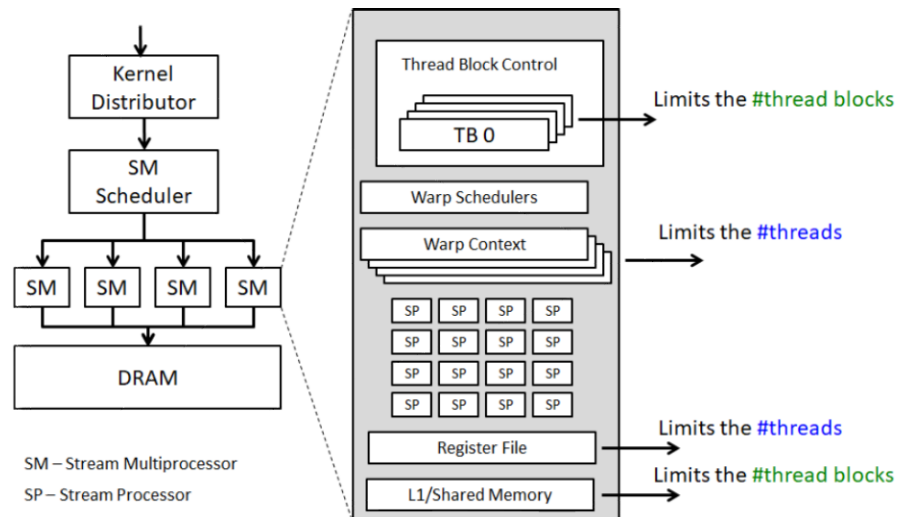 Kernel
Distributor
SM
Scheduler
SM SM SM SM
DRAM
SM – Stream Multiprocessor
SP – Stream Processor
Thread Block Control
TB 0
Limits the #thread blocks
Warp Schedulers
Warp Context
Limits the #threads
SP SP SP SP
SP SP SP SP
SP SP SP SP
SP SP SP SP
Register File
Limits the #threads
L1/Shared Memory
Limits the #thread blocks